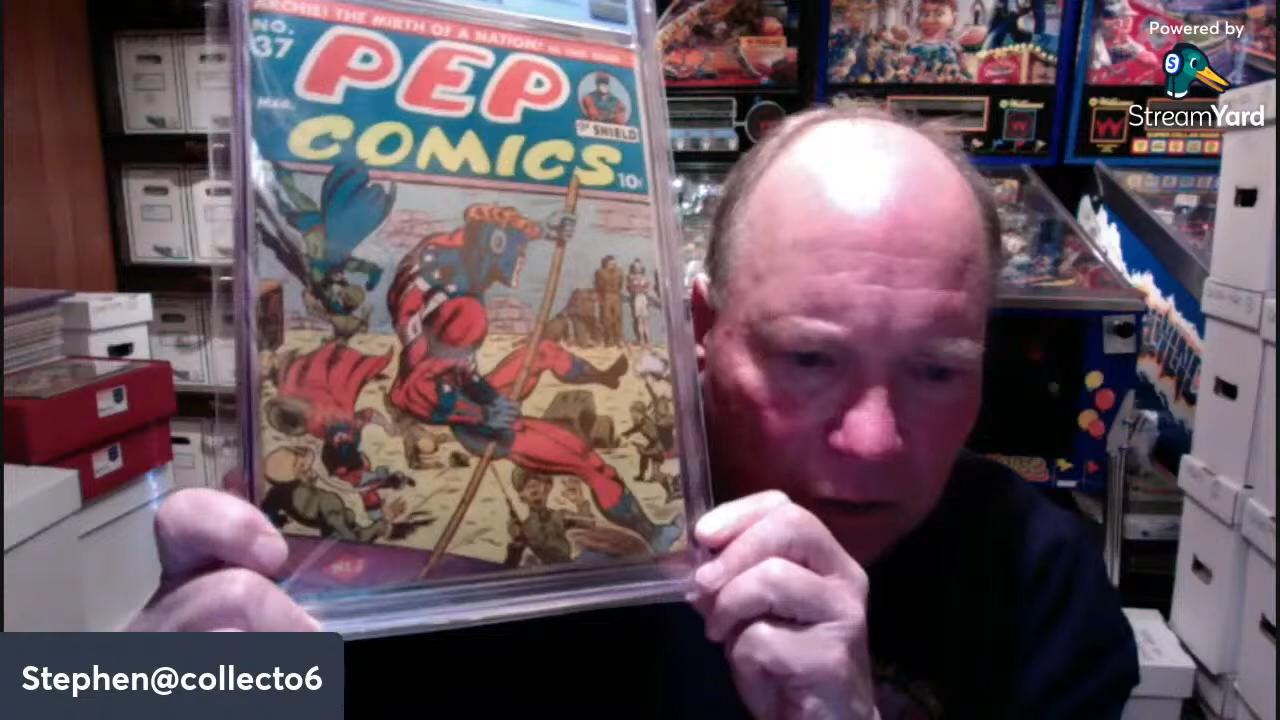 ARCHIE! THE MIRTH OF A NATION!
NO.
37
PEP
MAR.
COMICS
THE SHIELD
10¢
Powered by
StreamYard
Stephen@collecto6